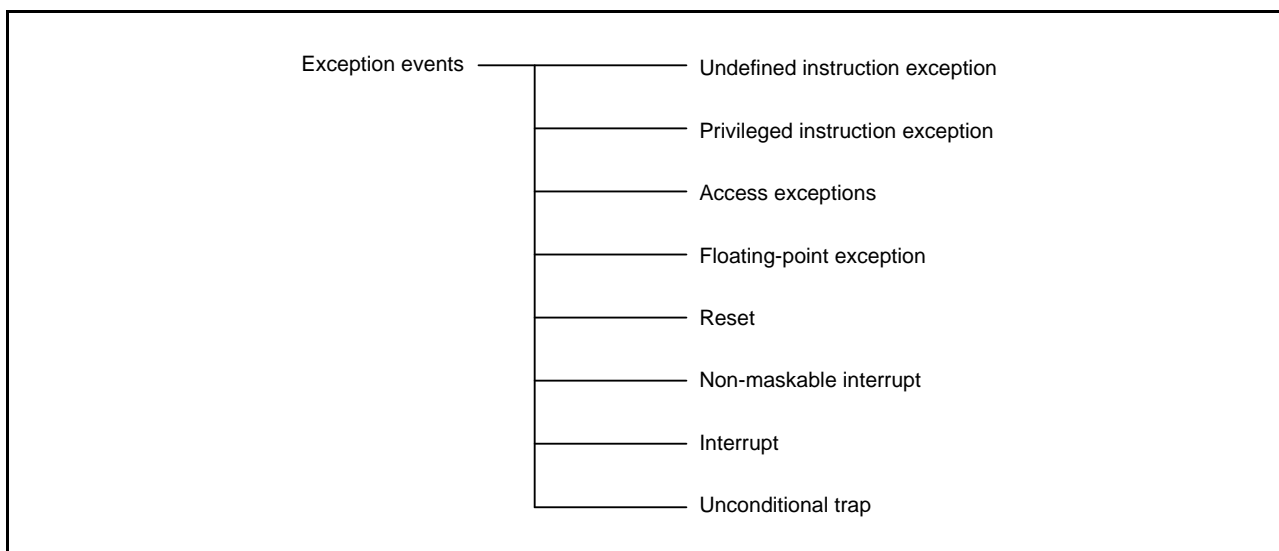 Exception events
Undefined instruction exception
Privileged instruction exception
Access exceptions
Floating-point exception
Reset
Non-maskable interrupt
Interrupt
Unconditional trap